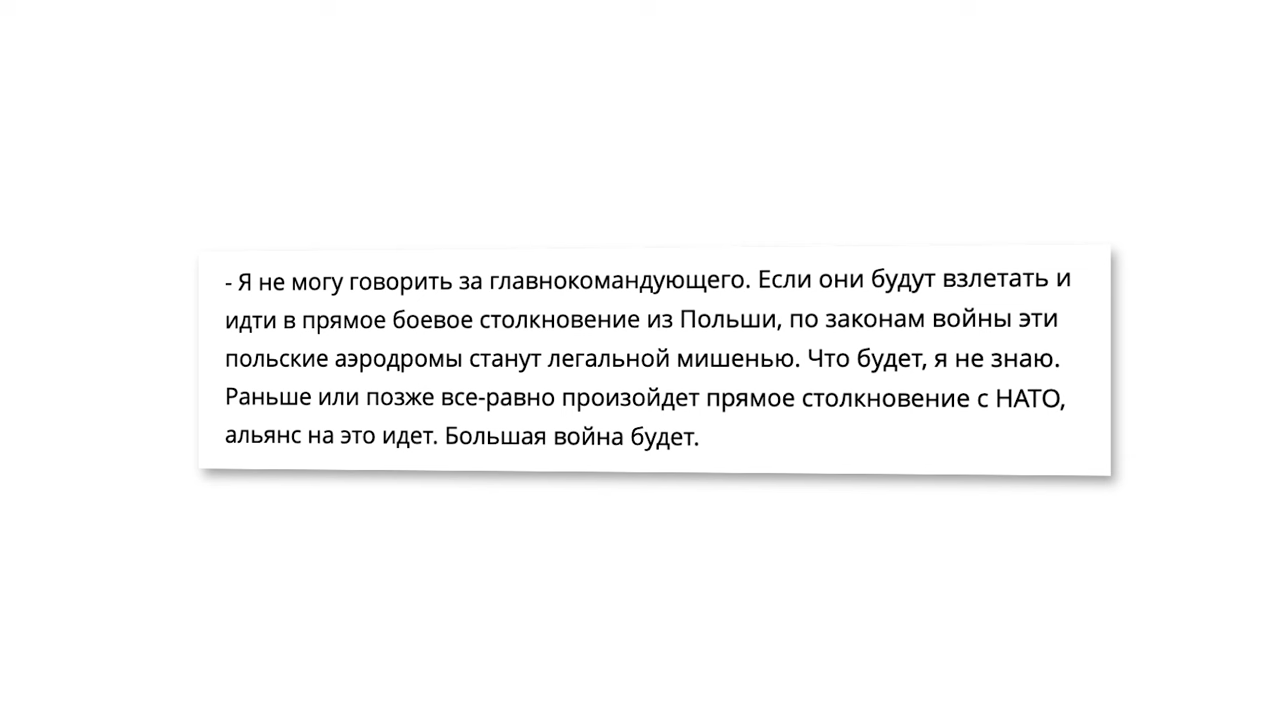 - Я не могу говорить за главнокомандующего. Если они будут взлетать и
идти в прямое боевое столкновение из Польши, по законам войны эти
польские аэродромы станут легальной мишенью. Что будет, я не знаю.
Раньше или позже все-равно произойдет прямое столкновение с НАТО,
альянс на это идет. Большая война будет.